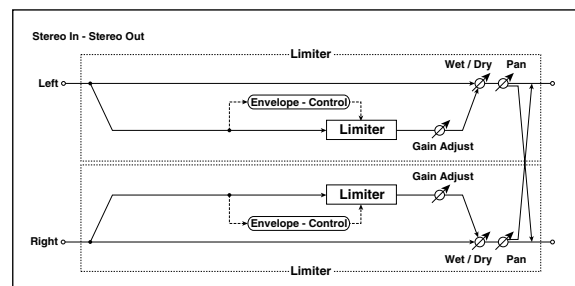 Stereo In - Stereo Out
Limiter
Wet / Dry Pan
Left
Envelope - Control
Limiter
Gain Adjust
Gain Adjust
Limiter
Envelope - Control
Right
Wet / Dry Pan
Limiter